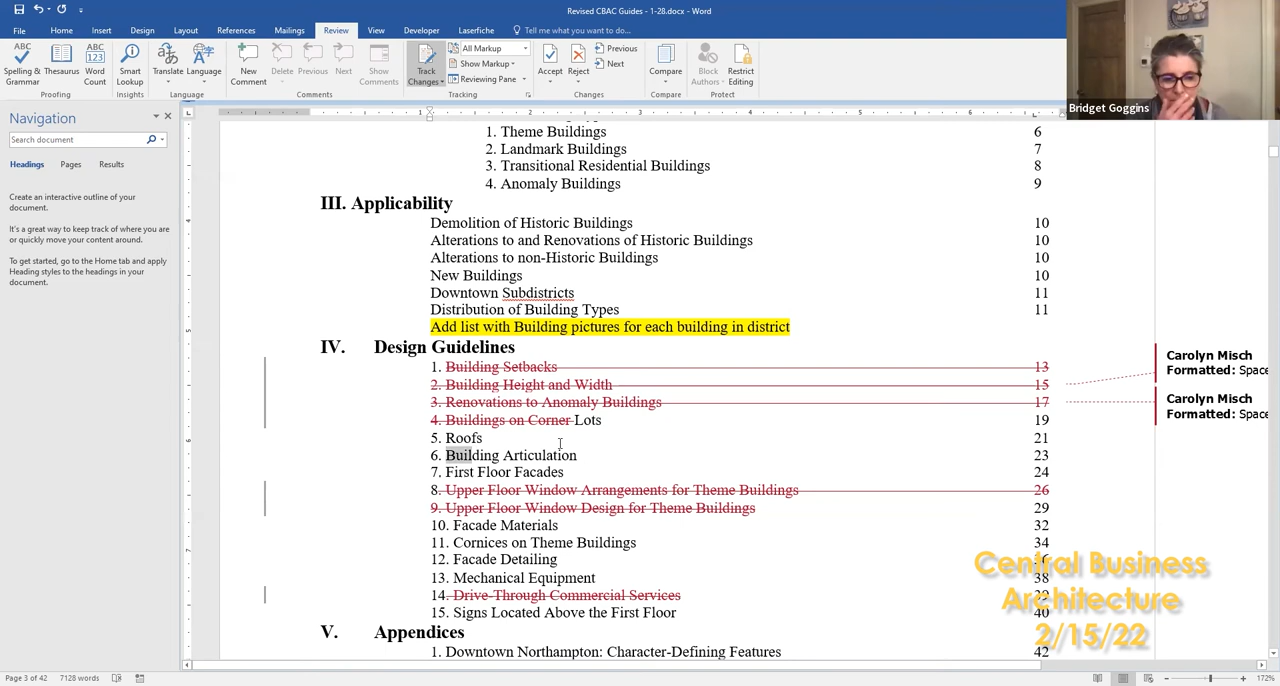 Revised CBAC Guides - 1-28.docx - Word
File Home Insert Design Layout References Mailings Review View Developer Laserfiche Tell me what you want to do...
ABC Spelling & Grammar
Thesaurus
ABC 123 Word Count
Proofing
Smart Lookup
Insights
Translate
Language
Language
New Comment
Delete
Previous
Next
Show Comments
Comments
Track Changes
All Markup
Show Markup
Reviewing Pane
Tracking
Accept
Reject
Previous
Next
Changes
Compare
Compare
Block Authors
Restrict Editing
Protect
Bridget Goggins
Navigation
Search document
Headings Pages Results
Create an interactive outline of your
document.
It's a great way to keep track of where you are
or quickly move your content around.
To get started, go to the Home tab and apply
Heading styles to the headings in your
document.
1. Theme Buildings 6
2. Landmark Buildings 7
3. Transitional Residential Buildings 8
4. Anomaly Buildings 9
III. Applicability
Demolition of Historic Buildings 10
Alterations to and Renovations of Historic Buildings 10
Alterations to non-Historic Buildings 10
New Buildings 10
Downtown Subdistricts 11
Distribution of Building Types 11
Add list with Building pictures for each building in district
IV. Design Guidelines
1. Building Setbacks 13
2. Building Height and Width 15
3. Renovations to Anomaly Buildings 17
4. Buildings on Corner Lots 19
5. Roofs 21
6. Building Articulation 23
7. First Floor Facades 24
8. Upper Floor Window Arrangements for Theme Buildings 26
9. Upper Floor Window Design for Theme Buildings 29
10. Facade Materials 32
11. Cornices on Theme Buildings 34
12. Facade Detailing 36
13. Mechanical Equipment 38
14. Drive-Through Commercial Services 39
15. Signs Located Above the First Floor 40
V. Appendices
1. Downtown Northampton: Character-Defining Features 42
Carolyn Misch
Formatted: Space
Carolyn Misch
Formatted: Space
Central Business
Architecture
2/15/22
Page 3 of 42 7128 words
172%